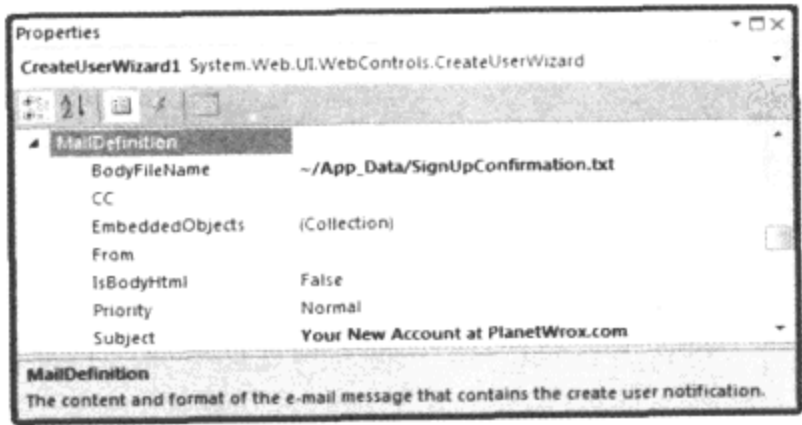 Properties
CreateUserWizard1 System.Web.UI.WebControls.CreateUserWizard
MailDefinition
BodyFileName ~/App_Data/SignUpConfirmation.txt
CC
EmbeddedObjects (Collection)
From
IsBodyHtml False
Priority Normal
Subject Your New Account at PlanetWrox.com
MailDefinition
The content and format of the e-mail message that contains the create user notification.